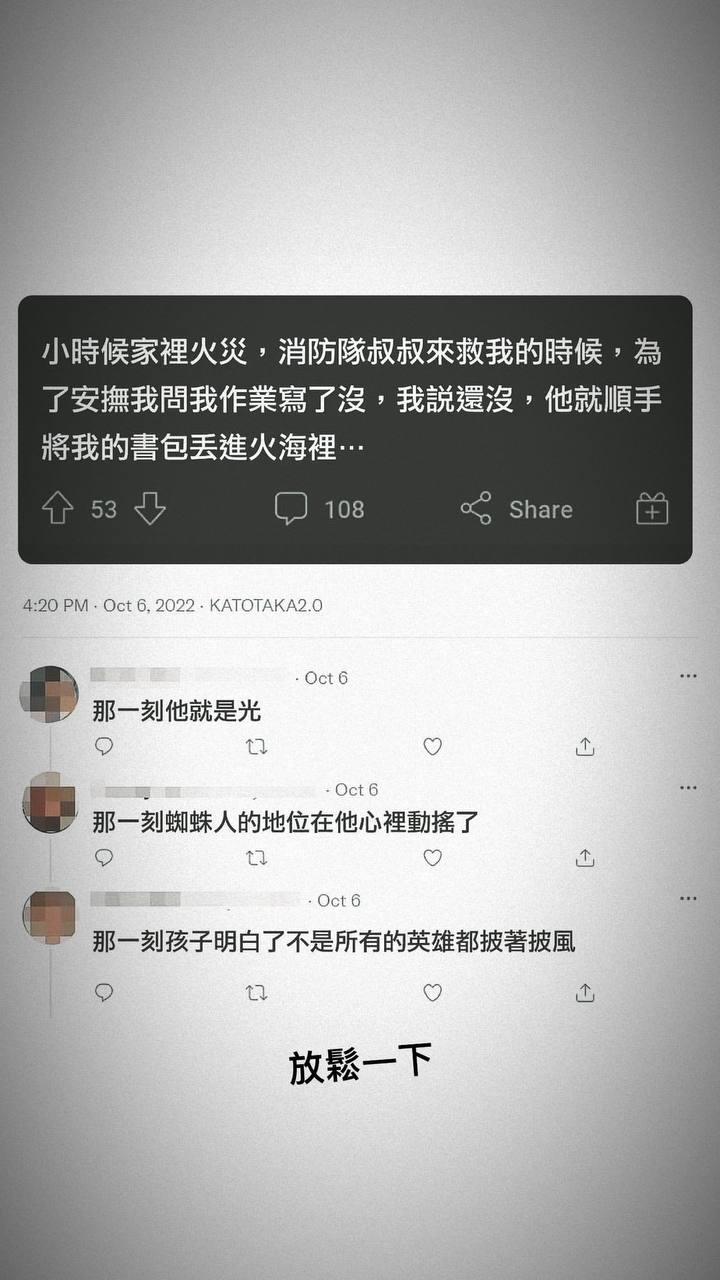 小時候家裡火災，消防隊叔叔來救我的時候，為
了安撫我問我作業寫了沒，我説還沒，他就順手
將我的書包丟進火海裡⋯
53 108 Share
4:20 PM · Oct 6, 2022 · KATOTAKA2.0
· Oct 6
那一刻他就是光
· Oct 6
那一刻蜘蛛人的地位在他心裡動搖了
· Oct 6
那一刻孩子明白了不是所有的英雄都披著披風
放鬆一下